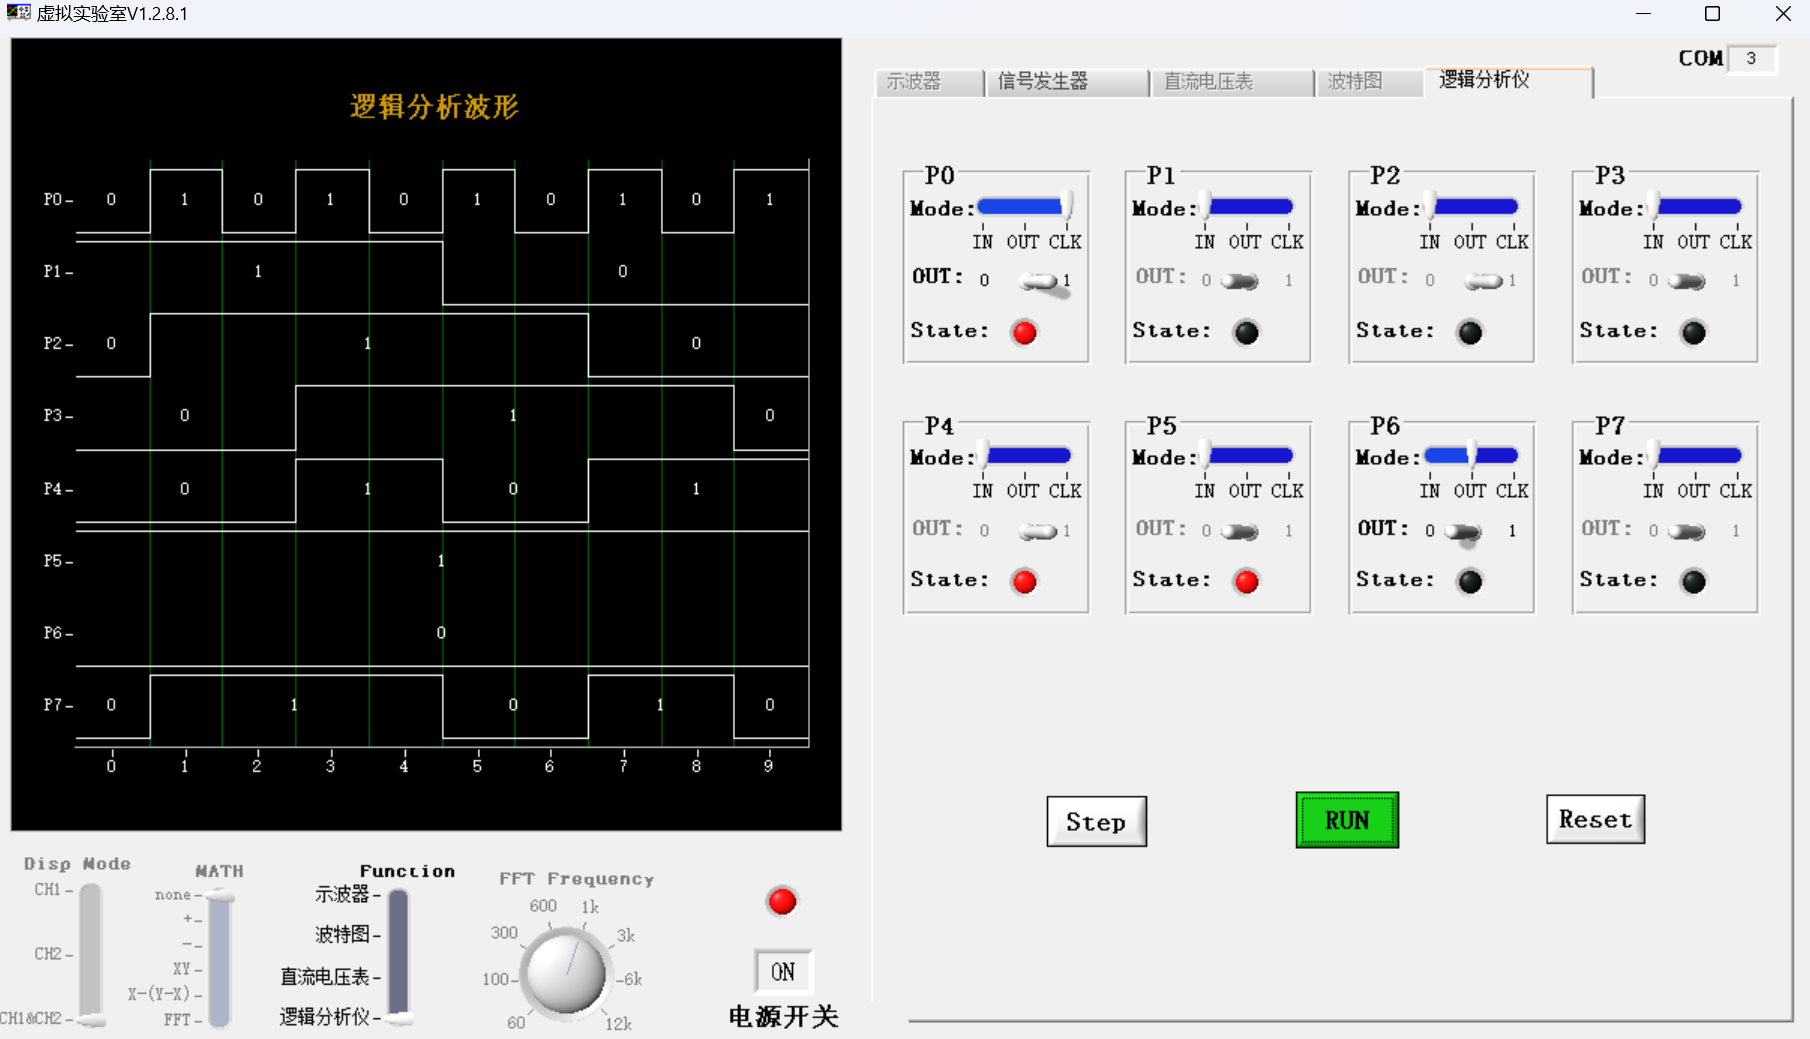 虚拟实验室V1.2.8.1
COM 3
示波器 信号发生器 直流电压表 波特图 逻辑分析仪
逻辑分析波形
P0 0 1 0 1 0 1 0 1 0 1
P1 1 0
P2 0 1 0
P3 0 1 0
P4 0 1 0 1
P5 1
P6 0
P7 0 1 0 1 0
0 1 2 3 4 5 6 7 8 9
P0
Mode:
IN OUT CLK
OUT: 0 1
State:
P1
Mode:
IN OUT CLK
OUT: 0 1
State:
P2
Mode:
IN OUT CLK
OUT: 0 1
State:
P3
Mode:
IN OUT CLK
OUT: 0 1
State:
P4
Mode:
IN OUT CLK
OUT: 0 1
State:
P5
Mode:
IN OUT CLK
OUT: 0 1
State:
P6
Mode:
IN OUT CLK
OUT: 0 1
State:
P7
Mode:
IN OUT CLK
OUT: 0 1
State:
Step RUN Reset
Disp Mode
CH1
CH2
CH1&CH2
MATH
none
+
-
XY
X-(Y-X)
FFT
Function
示波器
波特图
直流电压表
逻辑分析仪
FFT Frequency
600 1k
300 3k
100 6k
60 12k
ON
电源开关